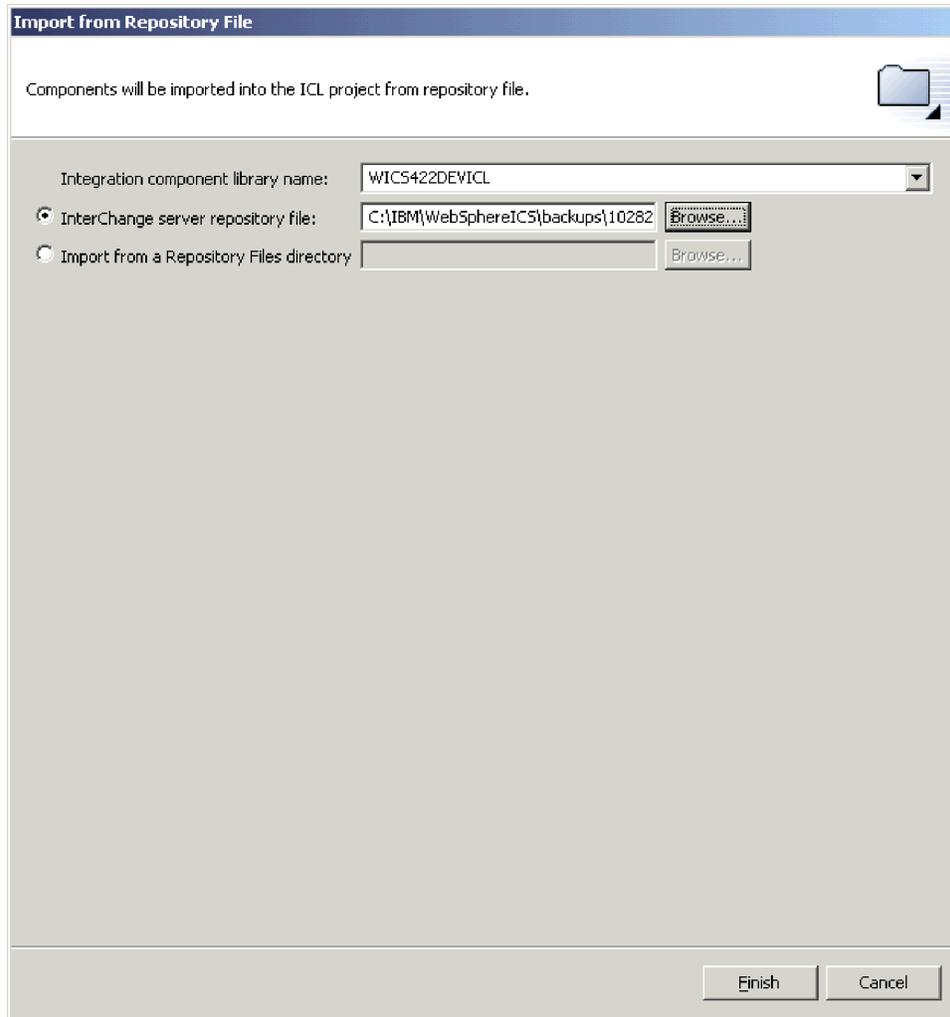 Import from Repository File
Components will be imported into the ICL project from repository file.
Integration component library name: WICS422DEVICL
InterChange server repository file: C:\IBM\WebSphereICS\backups\10282 Browse...
Import from a Repository Files directory Browse...
Finish Cancel